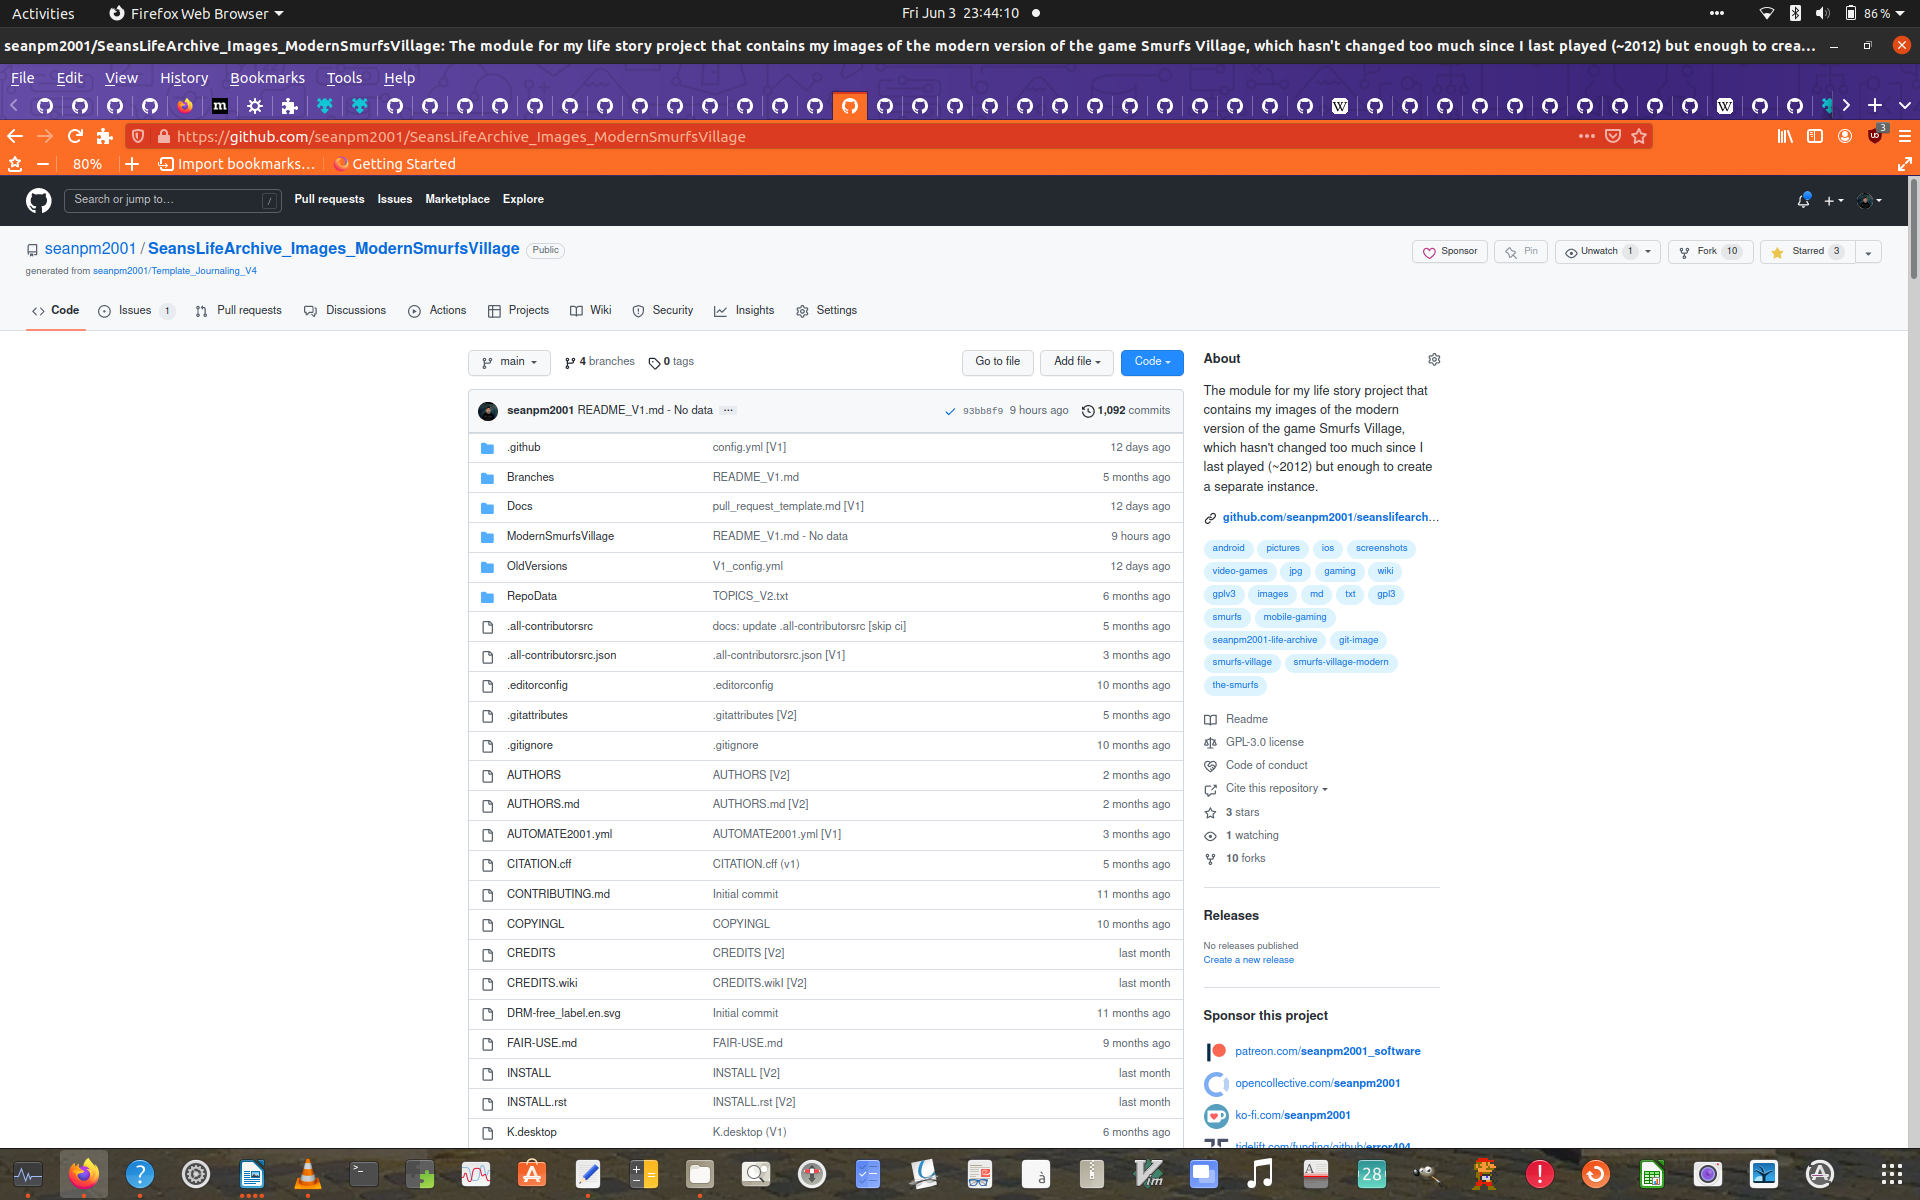 Activities
Firefox Web Browser
Fri Jun 3 23:44:10
86 %
seanpm2001/SeansLifeArchive_Images_ModernSmurfsVillage: The module for my life story project that contains my images of the modern version of the game Smurfs Village, which hasn't changed too much since I last played (~2012) but enough to crea...
File Edit View History Bookmarks Tools Help
https://github.com/seanpm2001/SeansLifeArchive_Images_ModernSmurfsVillage
3
80% Import bookmarks... Getting Started
Search or jump to... / Pull requests Issues Marketplace Explore
seanpm2001 / SeansLifeArchive_Images_ModernSmurfsVillage Public
generated from seanpm2001/Template_Journaling_V4
Sponsor Pin Unwatch 1 Fork 10 Starred 3
Code Issues 1 Pull requests Discussions Actions Projects Wiki Security Insights Settings
main 4 branches 0 tags Go to file Add file Code
seanpm2001 README_V1.md - No data ... 93bb8f9 9 hours ago 1,092 commits
.github config.yml [V1] 12 days ago
Branches README_V1.md 5 months ago
Docs pull_request_template.md [V1] 12 days ago
ModernSmurfsVillage README_V1.md - No data 9 hours ago
OldVersions V1_config.yml 12 days ago
RepoData TOPICS_V2.txt 6 months ago
.all-contributorsrc docs: update .all-contributorsrc [skip ci] 5 months ago
.all-contributorsrc.json .all-contributorsrc.json [V1] 3 months ago
.editorconfig .editorconfig 10 months ago
.gitattributes .gitattributes [V2] 5 months ago
.gitignore .gitignore 10 months ago
AUTHORS AUTHORS [V2] 2 months ago
AUTHORS.md AUTHORS.md [V2] 2 months ago
AUTOMATE2001.yml AUTOMATE2001.yml [V1] 3 months ago
CITATION.cff CITATION.cff (v1) 5 months ago
CONTRIBUTING.md Initial commit 11 months ago
COPYINGL COPYINGL 10 months ago
CREDITS CREDITS [V2] last month
CREDITS.wiki CREDITS.wikI [V2] last month
DRM-free_label.en.svg Initial commit 11 months ago
FAIR-USE.md FAIR-USE.md 9 months ago
INSTALL INSTALL [V2] last month
INSTALL.rst INSTALL.rst [V2] last month
K.desktop K.desktop (V1) 6 months ago
About
The module for my life story project that
contains my images of the modern
version of the game Smurfs Village,
which hasn't changed too much since I
last played (~2012) but enough to create
a separate instance.
github.com/seanpm2001/seanslifearch...
android pictures ios screenshots
video-games jpg gaming wiki
gplv3 images md txt gpl3
smurfs mobile-gaming
seanpm2001-life-archive git-image
smurfs-village smurfs-village-modern
the-smurfs
Readme
GPL-3.0 license
Code of conduct
Cite this repository
3 stars
1 watching
10 forks
Releases
No releases published
Create a new release
Sponsor this project
patreon.com/seanpm2001_software
opencollective.com/seanpm2001
ko-fi.com/seanpm2001
tidelift.com/funding/github/error404
28